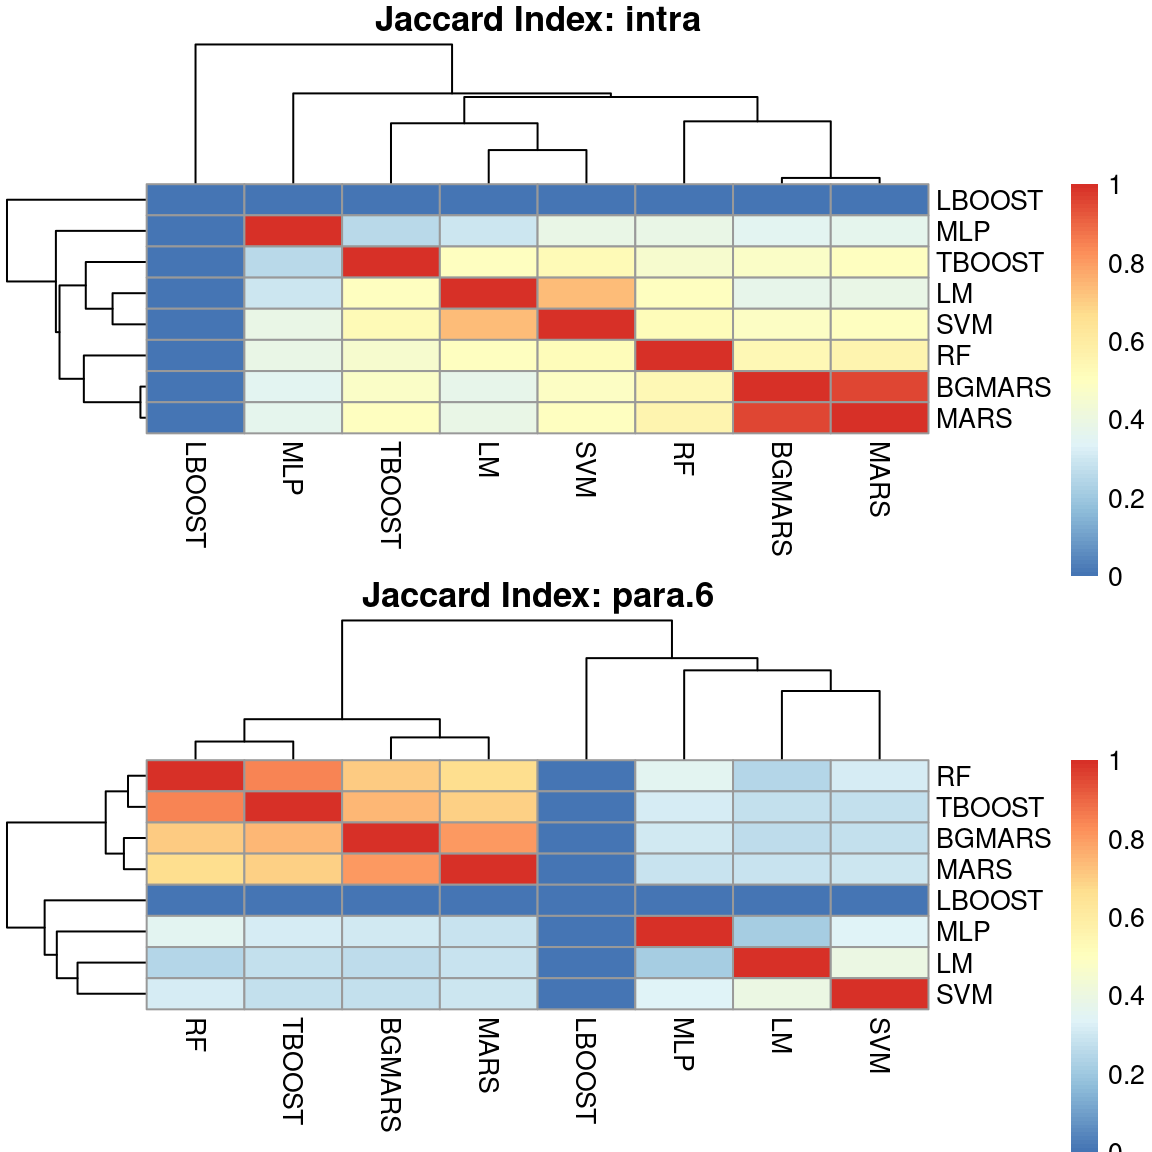 Jaccard Index: intra
LBOOST
MLP
TBOOST
LM
SVM
RF
BGMARS
MARS
LBOOST MLP TBOOST LM SVM RF BGMARS MARS
1
0.8
0.6
0.4
0.2
0
Jaccard Index: para.6
RF
TBOOST
BGMARS
MARS
LBOOST
MLP
LM
SVM
RF TBOOST BGMARS MARS LBOOST MLP LM SVM
1
0.8
0.6
0.4
0.2
0